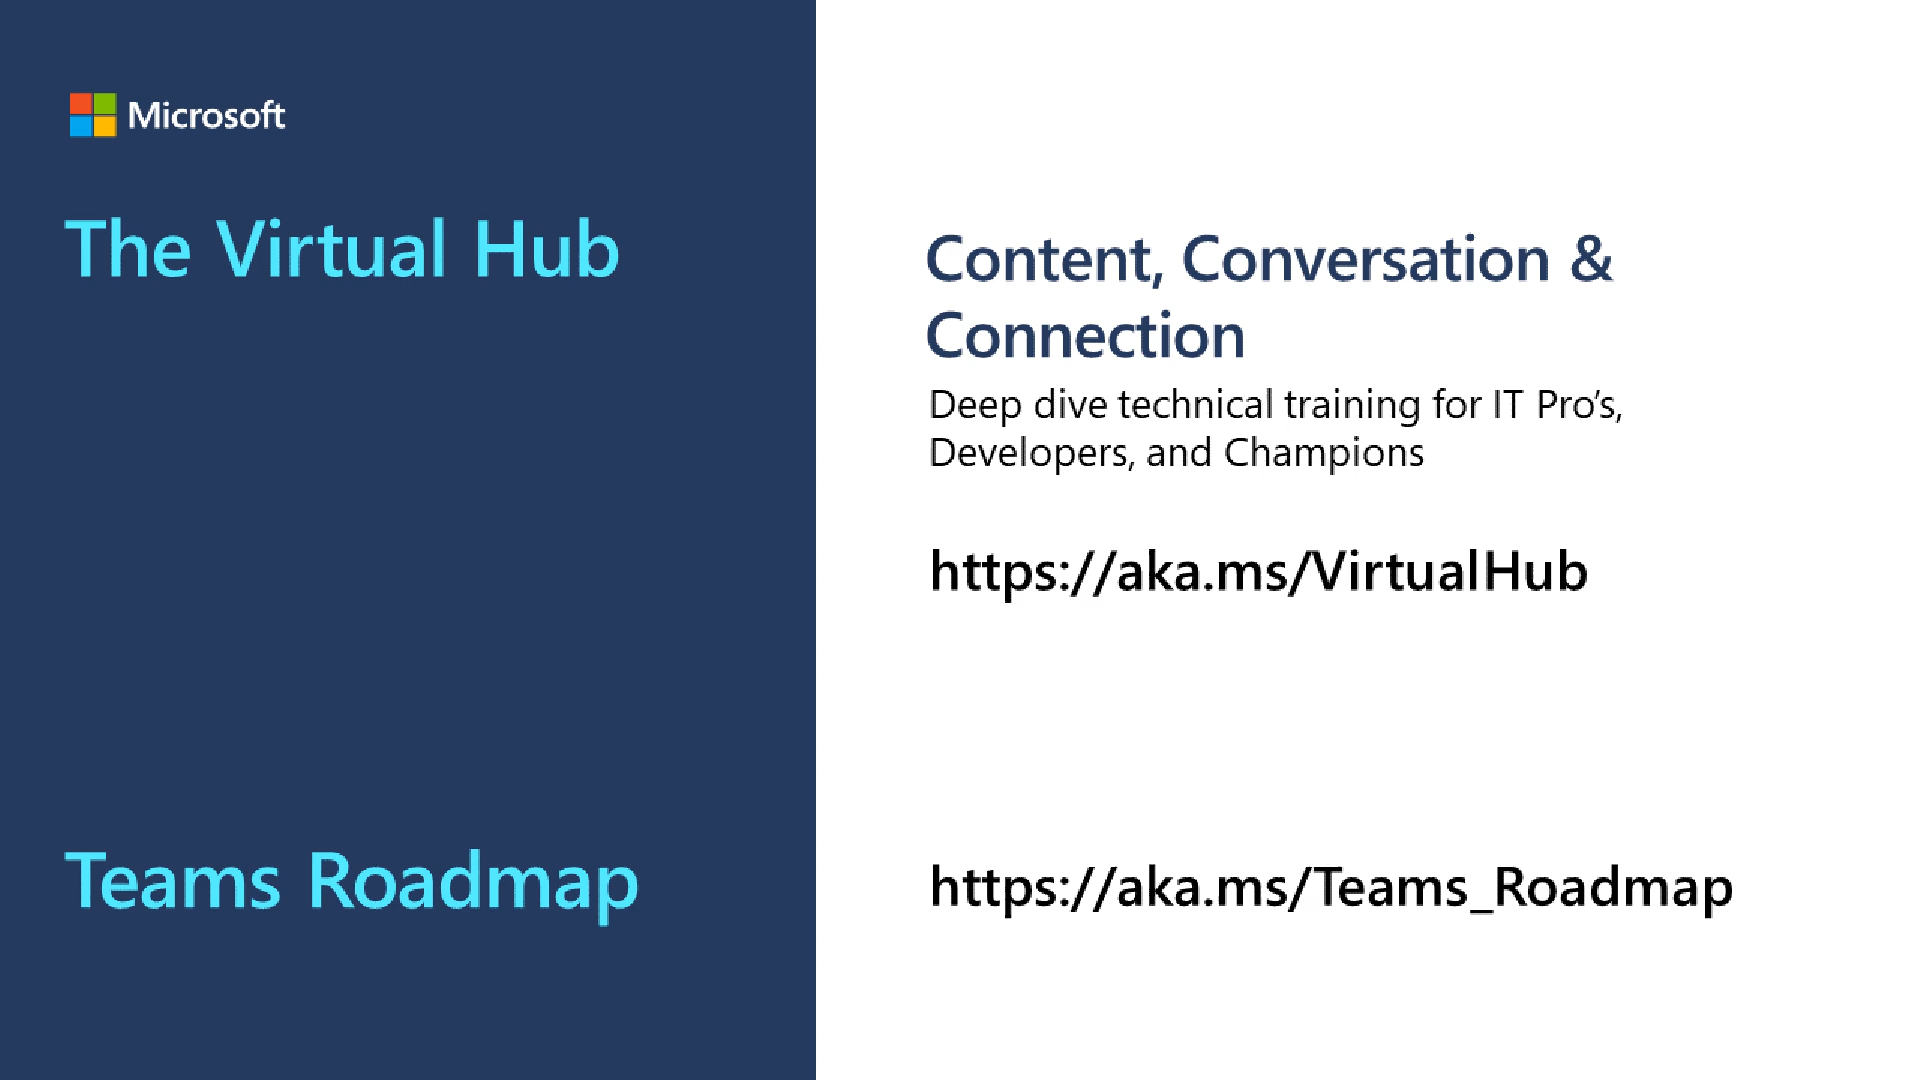 Microsoft
The Virtual Hub
Content, Conversation &
Connection
Deep dive technical training for IT Pro's,
Developers, and Champions
https://aka.ms/VirtualHub
Teams Roadmap
https://aka.ms/Teams_Roadmap